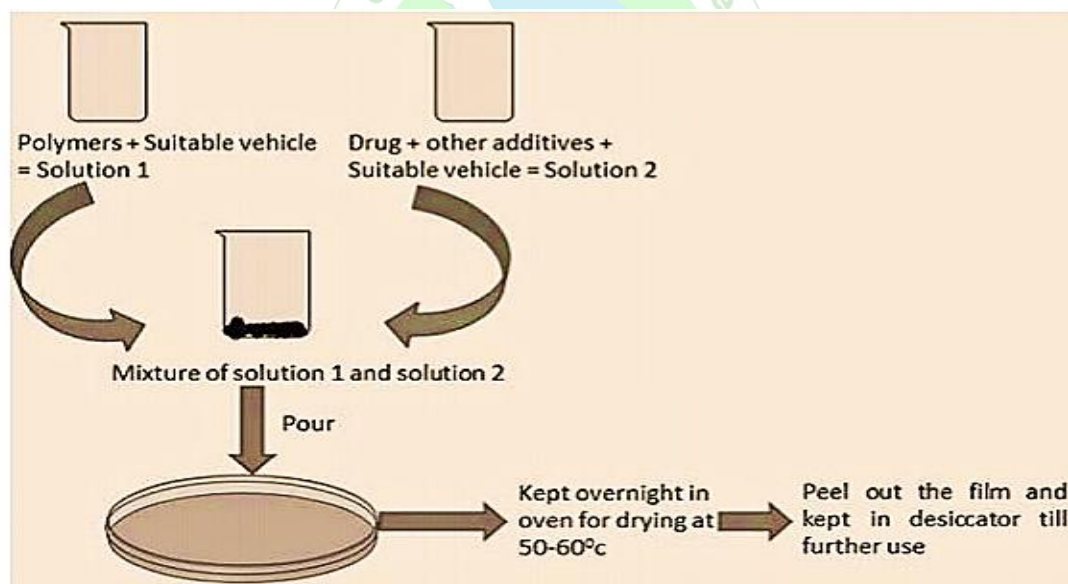 Polymers + Suitable vehicle
= Solution 1
Drug + other additives +
Suitable vehicle = Solution 2
Mixture of solution 1 and solution 2
Pour
Kept overnight in
oven for drying at
50-60⁰c
Peel out the film and
kept in desiccator till
further use